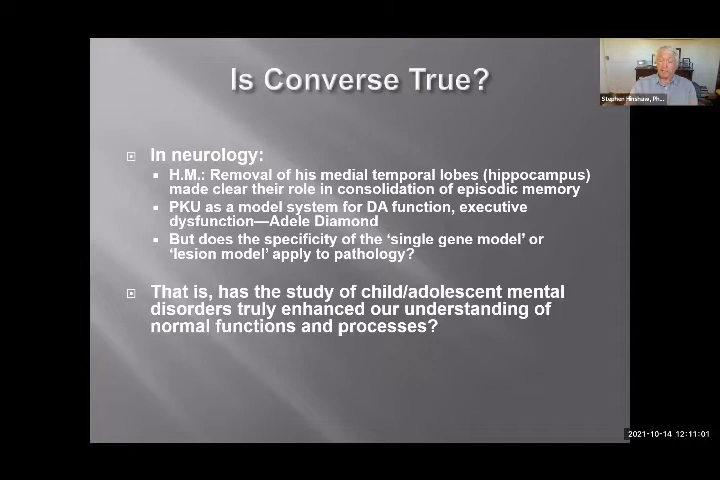 Is Converse True?
Stephen Hinshaw, Ph...
In neurology:
H.M.: Removal of his medial temporal lobes (hippocampus)
made clear their role in consolidation of episodic memory
PKU as a model system for DA function, executive
dysfunction—Adele Diamond
But does the specificity of the ‘single gene model’ or
‘lesion model’ apply to pathology?
That is, has the study of child/adolescent mental
disorders truly enhanced our understanding of
normal functions and processes?
2021-10-14 12:11:01